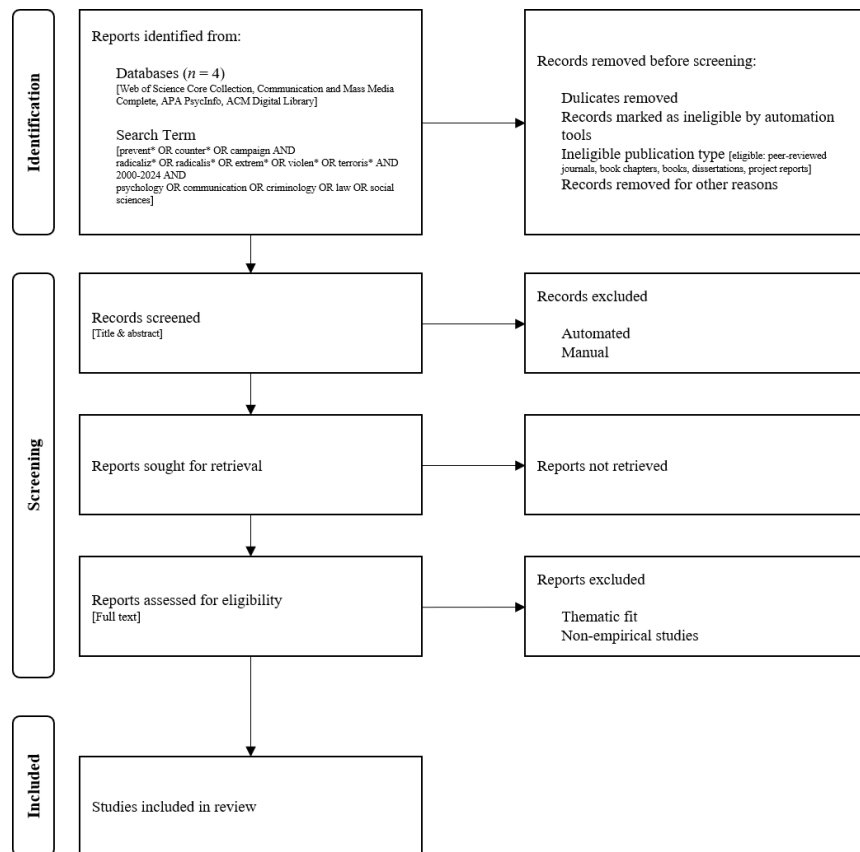 Identification
Reports identified from:
Databases (n = 4)
[Web of Science Core Collection, Communication and Mass Media
Complete, APA PsycInfo, ACM Digital Library]
Search Term
[prevent* OR counter* OR campaign AND
radicaliz* OR radicalis* OR extrem* OR violen* OR terroris* AND
2000-2024 AND
psychology OR communication OR criminology OR law OR social
sciences]
Records removed before screening:
Dulicates removed
Records marked as ineligible by automation
tools
Ineligible publication type [eligible: peer-reviewed
journals, book chapters, books, dissertations, project reports]
Records removed for other reasons
Screening
Records screened
[Title & abstract]
Records excluded
Automated
Manual
Reports sought for retrieval
Reports not retrieved
Reports assessed for eligibility
[Full text]
Reports excluded
Thematic fit
Non-empirical studies
Included
Studies included in review